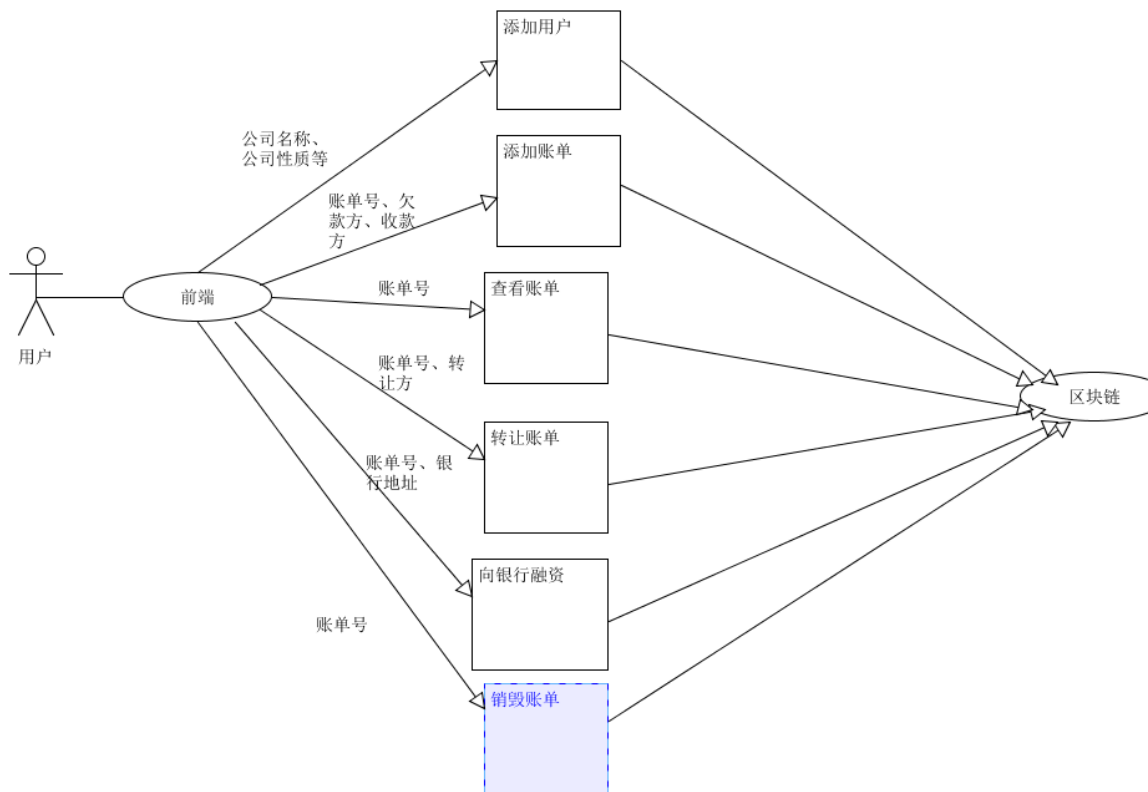 添加用户
公司名称、
公司性质等
添加账单
账单号、欠
款方、收款
方
用户
前端
账单号
查看账单
账单号、转
让方
转让账单
区块链
账单号、银
行地址
向银行融资
账单号
销毁账单